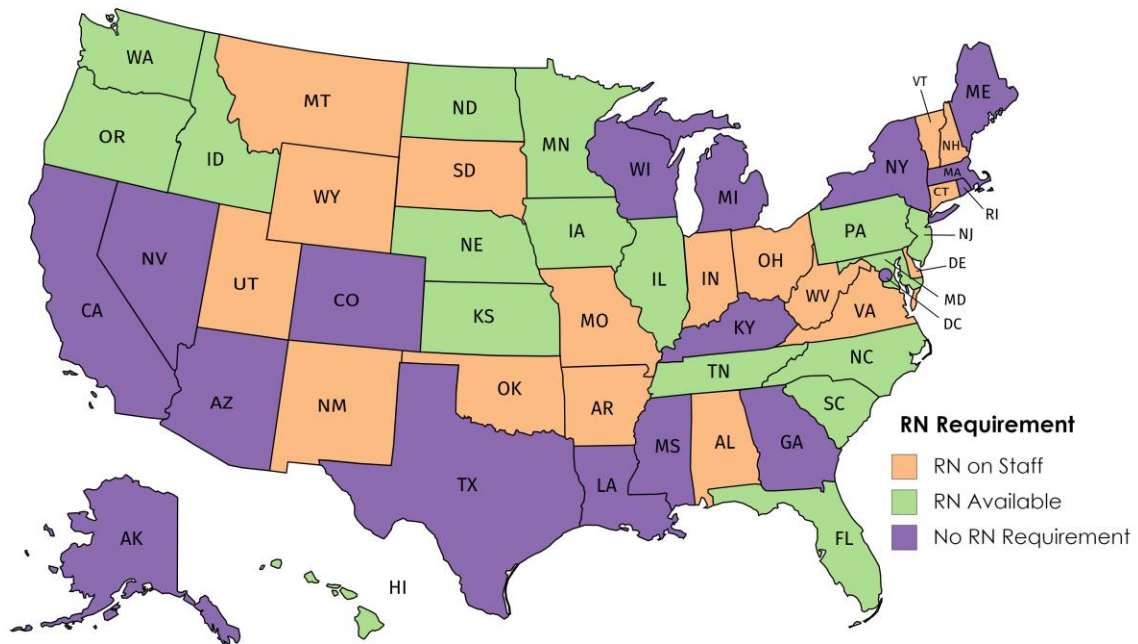 WA
MT
ND
MN
OR
ID
SD
WY
WI
MI
NY
VT
ME
NH
MA
CT
RI
NE
IA
PA
NJ
NV
UT
CO
IL
IN
OH
DE
CA
KS
MO
WV
VA
MD
KY
DC
AZ
NM
OK
AR
TN
NC
SC
MS
AL
GA
TX
LA
FL
AK
HI
RN Requirement
RN on Staff
RN Available
No RN Requirement